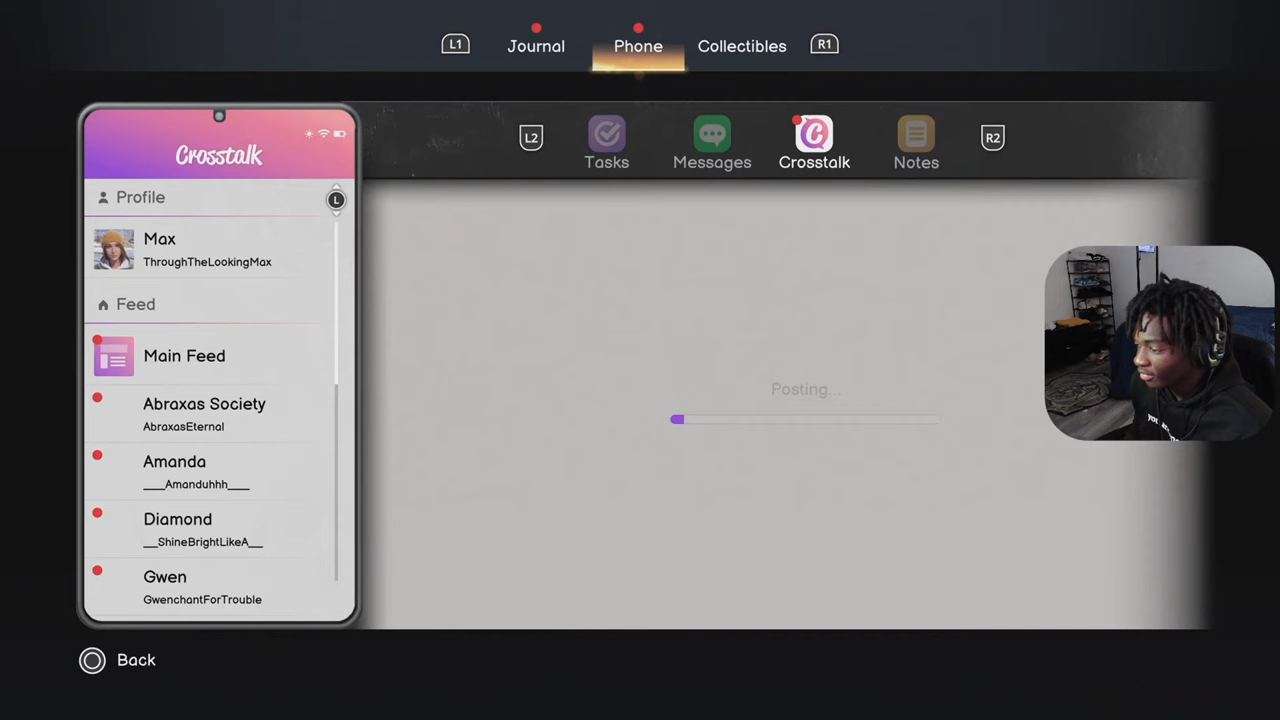 L1 Journal Phone Collectibles R1
L2 Tasks Messages Crosstalk Notes R2
Crosstalk
Profile
L
Max
ThroughTheLookingMax
Feed
Main Feed
Abraxas Society
AbraxasEternal
Amanda
____Amanduhhh____
Diamond
__ShineBrightLikeA__
Gwen
GwenchantForTrouble
Posting...
Back